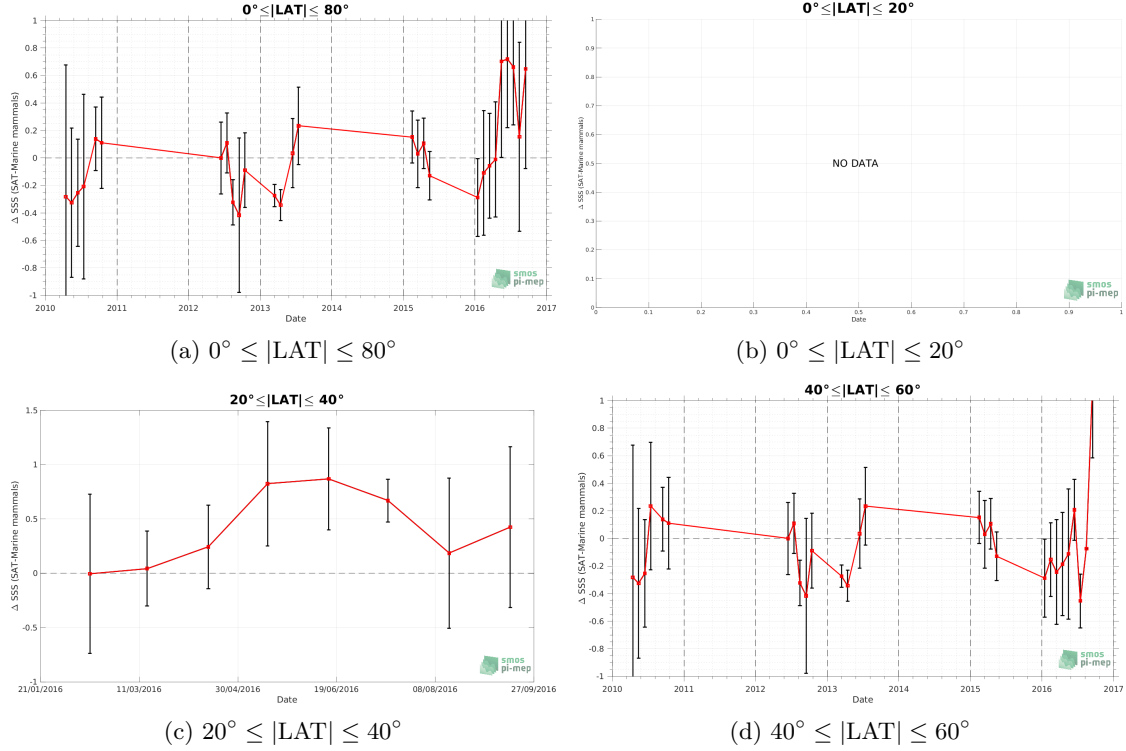 0°≤|LAT|≤ 80°
Δ SSS (SAT-Marine mammals)
1
0.8
0.6
0.4
0.2
0
-0.2
-0.4
-0.6
-0.8
-1
2010
2011
2012
2013
2014
2015
2016
2017
Date
smos
pi-mep
(a) 0° ≤ |LAT| ≤ 80°
0°≤|LAT|≤ 20°
Δ SSS (SAT-Marine mammals)
1
0.9
0.8
0.7
0.6
0.5
0.4
0.3
0.2
0.1
0
NO DATA
0
0.1
0.2
0.3
0.4
0.5
0.6
0.7
0.8
0.9
1
Date
smos
pi-mep
(b) 0° ≤ |LAT| ≤ 20°
20°≤|LAT|≤ 40°
Δ SSS (SAT-Marine mammals)
1.5
1
0.5
0
-0.5
-1
21/01/2016
11/03/2016
30/04/2016
19/06/2016
08/08/2016
27/09/2016
Date
smos
pi-mep
(c) 20° ≤ |LAT| ≤ 40°
40°≤|LAT|≤ 60°
Δ SSS (SAT-Marine mammals)
1
0.8
0.6
0.4
0.2
0
-0.2
-0.4
-0.6
-0.8
-1
2010
2011
2012
2013
2014
2015
2016
2017
Date
smos
pi-mep
(d) 40° ≤ |LAT| ≤ 60°